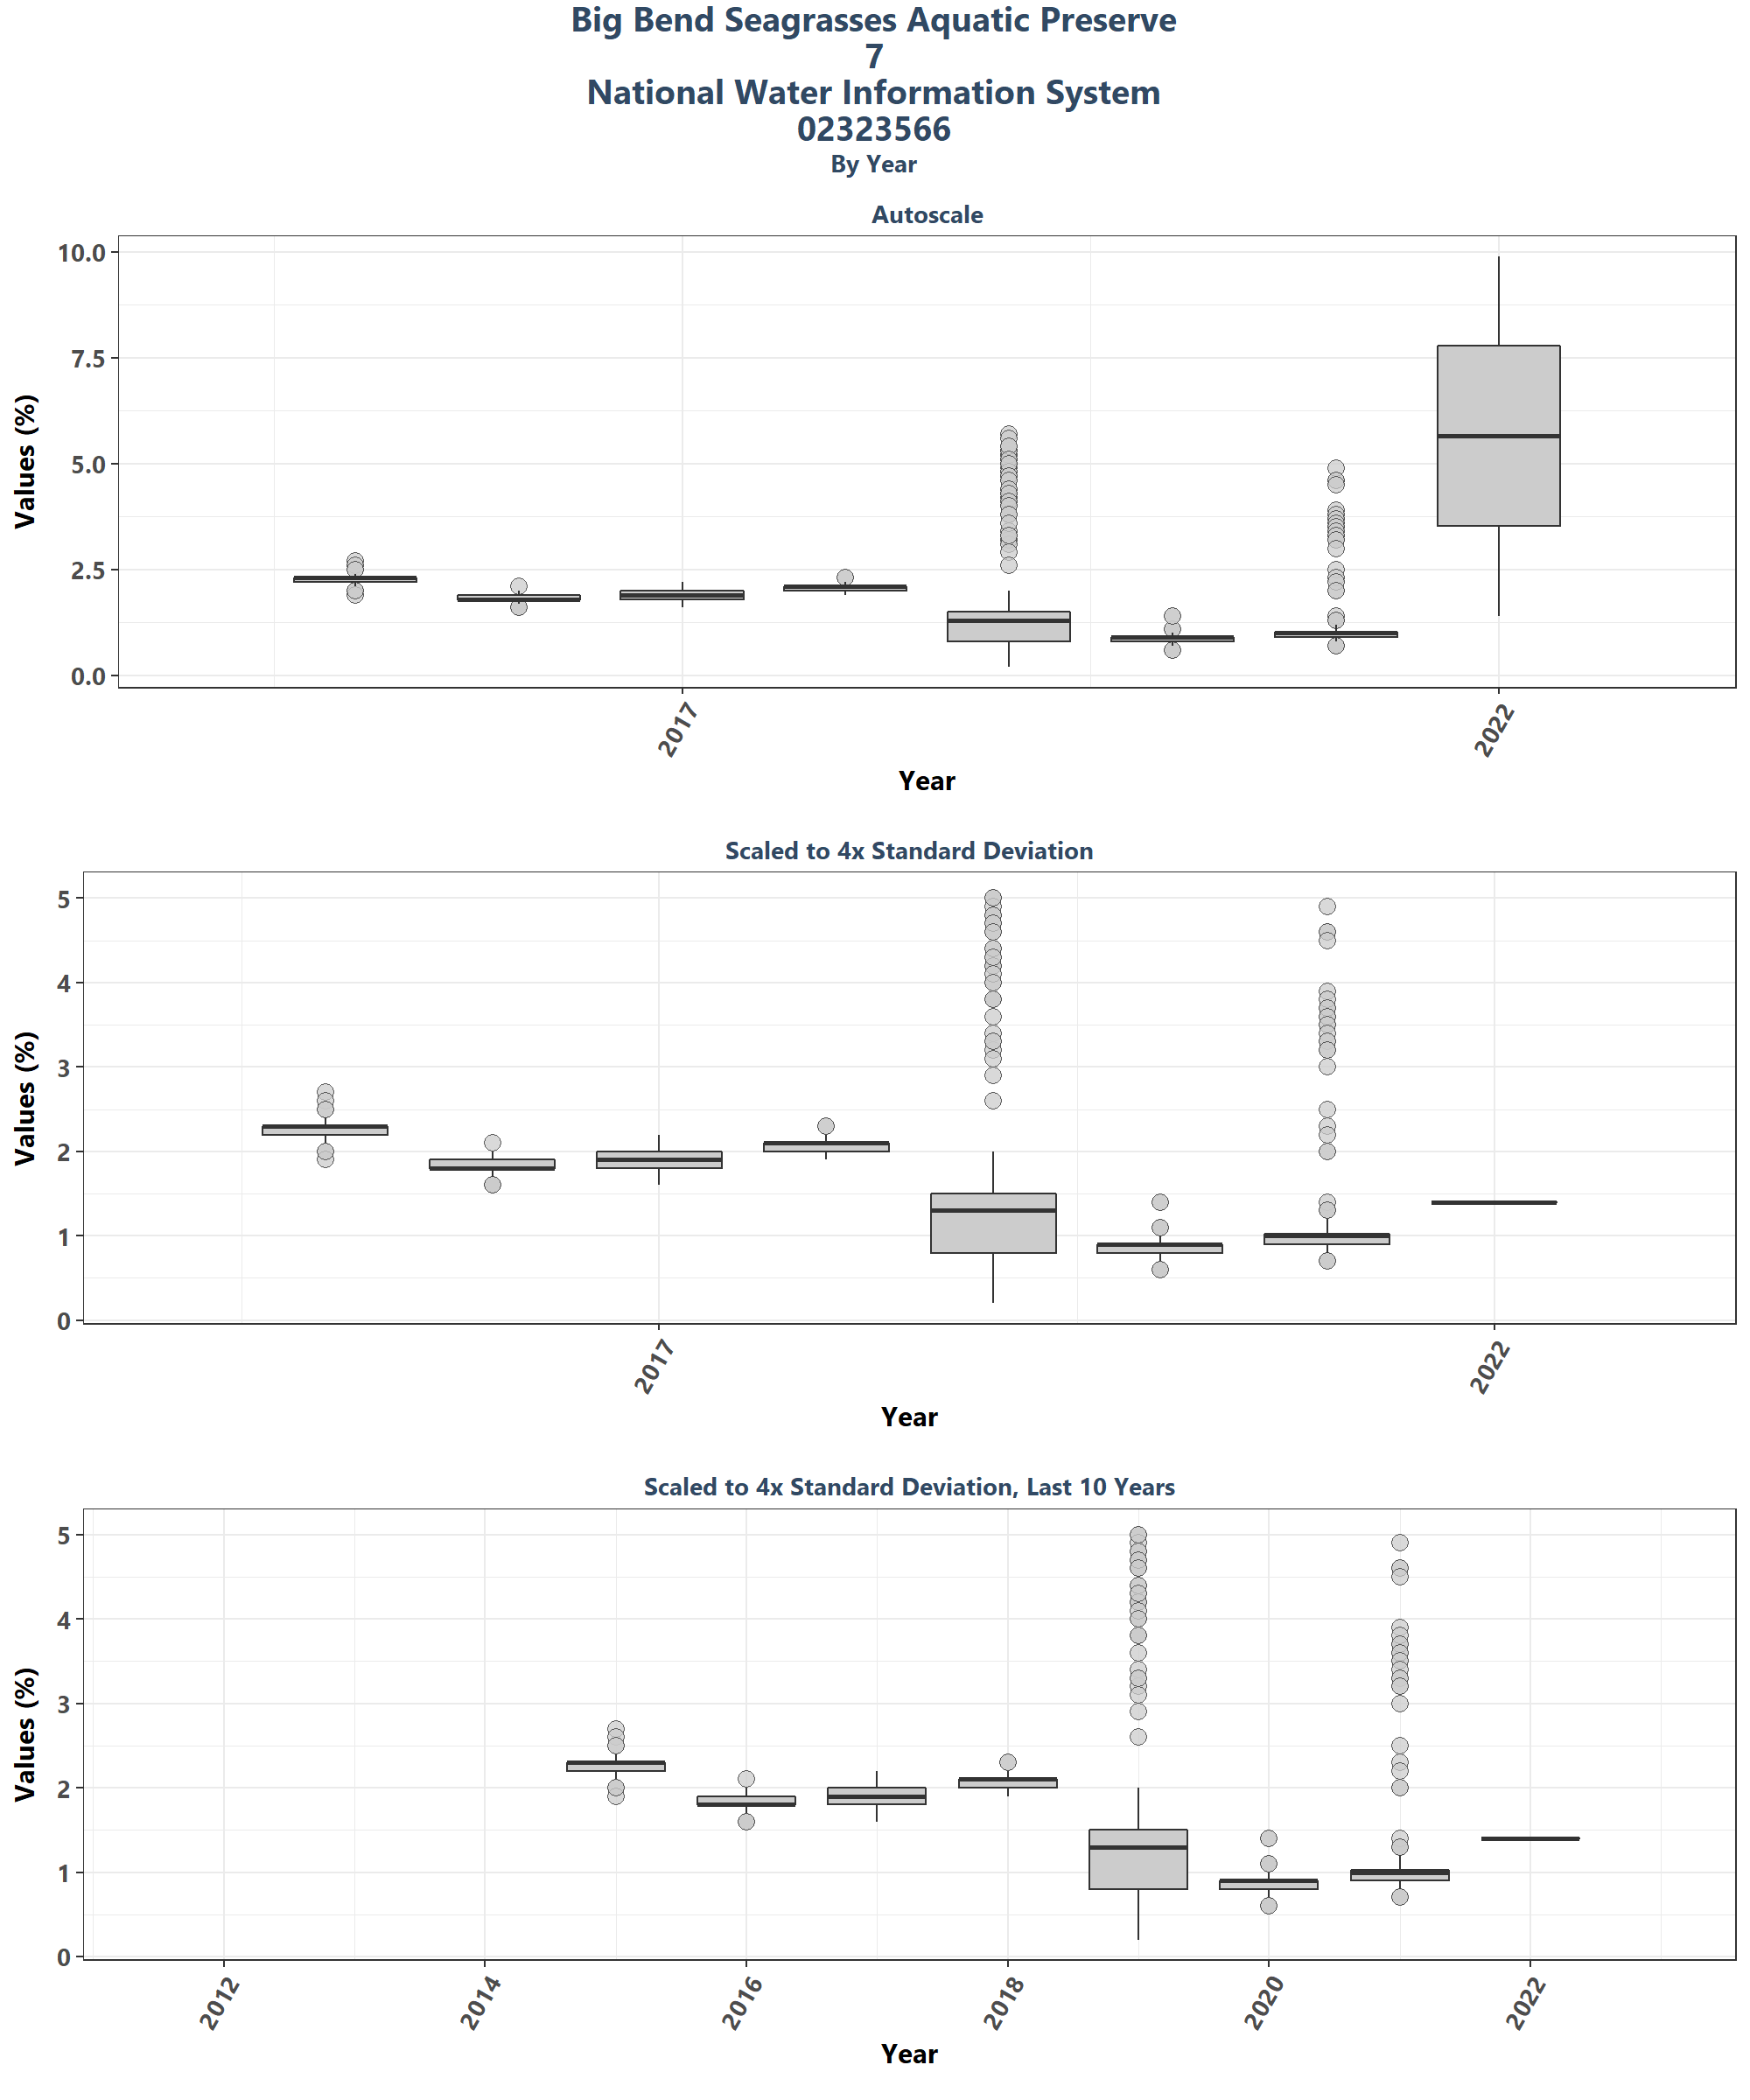 Big Bend Seagrasses Aquatic Preserve
7
National Water Information System
02323566
By Year
Autoscale
Values (%)
10.0
7.5
5.0
2.5
0.0
2017
2022
Year
Scaled to 4x Standard Deviation
Values (%)
5
4
3
2
1
0
2017
2022
Year
Scaled to 4x Standard Deviation, Last 10 Years
Values (%)
5
4
3
2
1
0
2012
2014
2016
2018
2020
2022
Year